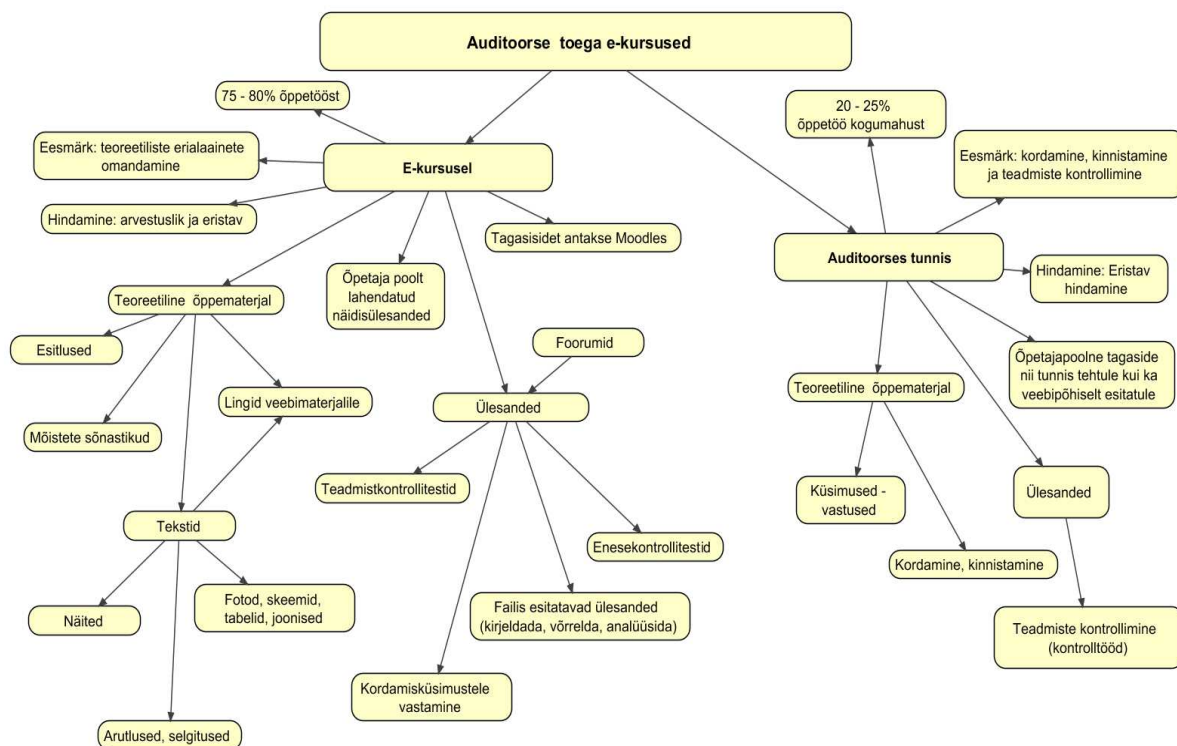 Auditoorse toega e-kursused
75 - 80% õppetööst
20 - 25%
õppetöö kogumahust
Eesmärk: teoreetiliste erialaainete
omandamine
E-kursusel
Eesmärk: kordamine, kinnistamine
ja teadmiste kontrollimine
Hindamine: arvestuslik ja eristav
Tagasisidet antakse Moodles
Auditoorses tunnis
Õpetaja poolt
lahendatud
näidisülesanded
Hindamine: Eristav
hindamine
Teoreetiline õppematerjal
Esitlused
Foorumid
Õpetajapoolne tagaside
nii tunnis tehtule kui ka
veebipõhiselt esitatule
Teoreetiline õppematerjal
Lingid veebimaterjalile
Ülesanded
Mõistete sõnastikud
Teadmistkontrollitestid
Küsimused -
vastused
Ülesanded
Tekstid
Enesekontrollitestid
Kordamine, kinnistamine
Näited
Fotod, skeemid,
tabelid, joonised
Failis esitatavad ülesanded
(kirjeldada, võrrelda, analüüsida)
Teadmiste kontrollimine
(kontrolltööd)
Kordamisküsimustele
vastamine
Arutlused, selgitused